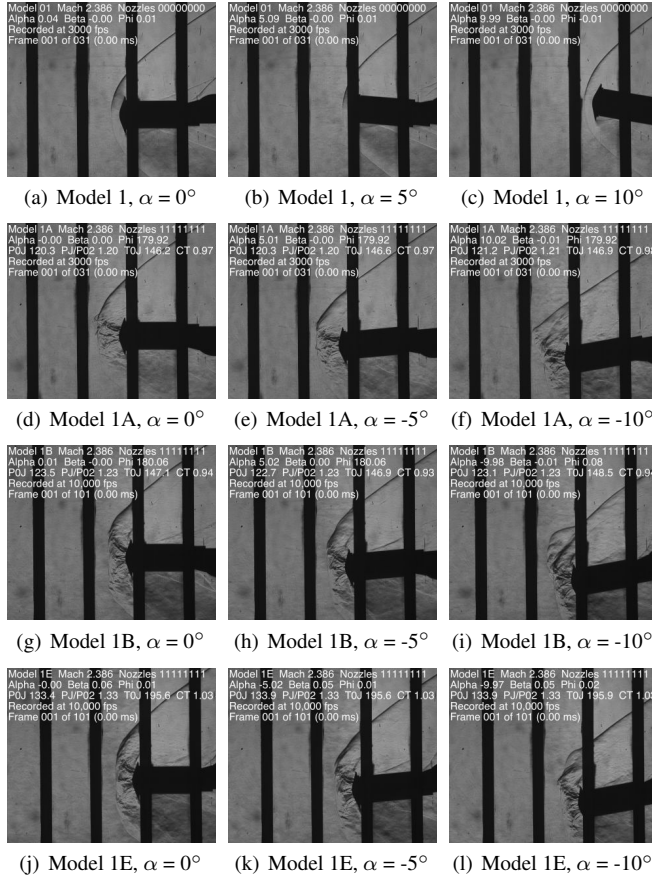 Model 01 Mach 2.386 Nozzles 00000000
Alpha 0.04 Beta -0.00 Phi 0.01
Recorded at 3000 fps
Frame 001 of 031 (0.00 ms)
(a) Model 1, α = 0°
Model 01 Mach 2.386 Nozzles 00000000
Alpha 5.09 Beta -0.00 Phi 0.01
Recorded at 3000 fps
Frame 001 of 031 (0.00 ms)
(b) Model 1, α = 5°
Model 01 Mach 2.386 Nozzles 00000000
Alpha 9.99 Beta -0.00 Phi -0.01
Recorded at 3000 fps
Frame 001 of 031 (0.00 ms)
(c) Model 1, α = 10°
Model 1A Mach 2.386 Nozzles 11111111
Alpha -0.00 Beta 0.00 Phi 179.92
P0J 120.3 PJ/P02 1.20 T0J 146.2 CT 0.97
Recorded at 3000 fps
Frame 001 of 031 (0.00 ms)
(d) Model 1A, α = 0°
Model 1A Mach 2.386 Nozzles 11111111
Alpha 5.01 Beta -0.00 Phi 179.92
P0J 120.3 PJ/P02 1.20 T0J 146.6 CT 0.97
Recorded at 3000 fps
Frame 001 of 031 (0.00 ms)
(e) Model 1A, α = -5°
Model 1A Mach 2.386 Nozzles 11111111
Alpha 10.02 Beta -0.01 Phi 179.92
P0J 121.2 PJ/P02 1.21 T0J 146.9 CT 0.98
Recorded at 3000 fps
Frame 001 of 031 (0.00 ms)
(f) Model 1A, α = -10°
Model 1B Mach 2.386 Nozzles 11111111
Alpha 0.01 Beta -0.00 Phi 180.06
P0J 123.5 PJ/P02 1.23 T0J 147.1 CT 0.94
Recorded at 10,000 fps
Frame 001 of 101 (0.00 ms)
(g) Model 1B, α = 0°
Model 1B Mach 2.386 Nozzles 11111111
Alpha 5.02 Beta 0.00 Phi 180.06
P0J 122.7 PJ/P02 1.23 T0J 146.9 CT 0.93
Recorded at 10,000 fps
Frame 001 of 101 (0.00 ms)
(h) Model 1B, α = -5°
Model 1B Mach 2.386 Nozzles 11111111
Alpha -9.98 Beta -0.01 Phi 0.08
P0J 123.1 PJ/P02 1.23 T0J 148.5 CT 0.94
Recorded at 10,000 fps
Frame 001 of 101 (0.00 ms)
(i) Model 1B, α = -10°
Model 1E Mach 2.386 Nozzles 11111111
Alpha -0.00 Beta 0.06 Phi 0.01
P0J 133.4 PJ/P02 1.33 T0J 195.6 CT 1.03
Recorded at 10,000 fps
Frame 001 of 101 (0.00 ms)
(j) Model 1E, α = 0°
Model 1E Mach 2.386 Nozzles 11111111
Alpha -5.02 Beta 0.05 Phi 0.01
P0J 133.9 PJ/P02 1.33 T0J 195.6 CT 1.03
Recorded at 10,000 fps
Frame 001 of 101 (0.00 ms)
(k) Model 1E, α = -5°
Model 1E Mach 2.386 Nozzles 11111111
Alpha -9.97 Beta 0.05 Phi 0.02
P0J 133.9 PJ/P02 1.33 T0J 195.9 CT 1.03
Recorded at 10,000 fps
Frame 001 of 101 (0.00 ms)
(l) Model 1E, α = -10°